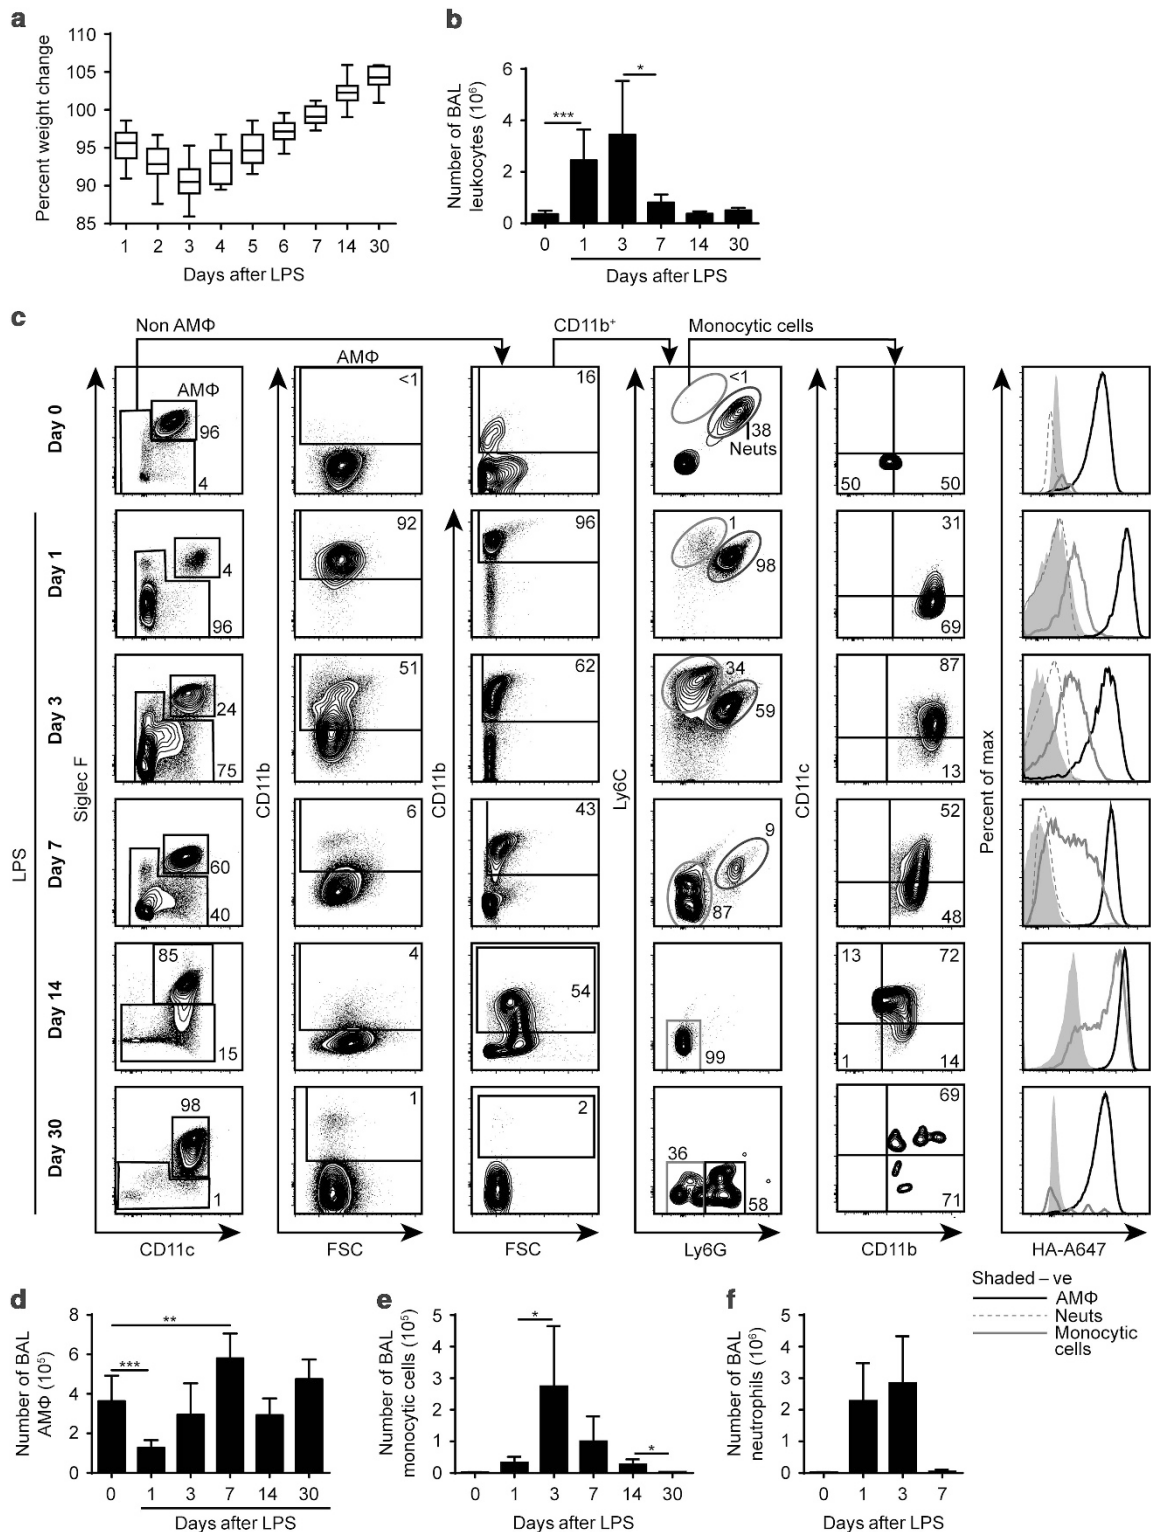 a
110
105
100
95
90
85
Percent weight change
1 2 3 4 5 6 7 14 30
Days after LPS
b
6
4
2
0
Number of BAL
leukocytes (10⁶)
***
*
0 1 3 7 14 30
Days after LPS
c
Non AMΦ
CD11b⁺
Monocytic cells
AMΦ
Day 0
AMΦ
96
4
<1
16
<1
38
Neuts
50
50
LPS
Day 1
4
96
92
96
1
98
31
69
Day 3
24
75
51
62
34
59
87
13
Siglec F
CD11b
CD11b
Ly6C
CD11c
Percent of max
Day 7
60
40
6
43
9
87
52
48
Day 14
85
15
4
54
99
13
72
1
14
Day 30
98
1
1
2
36
58
69
71
CD11c
FSC
FSC
Ly6G
CD11b
HA-A647
Shaded – ve
AMΦ
Neuts
Monocytic
cells
d
8
6
4
2
0
Number of BAL
AMΦ (10⁵)
**
***
0 1 3 7 14 30
Days after LPS
e
5
4
3
2
1
0
Number of BAL
monocytic cells (10⁵)
*
*
0 1 3 7 14 30
Days after LPS
f
5
4
3
2
1
0
Number of BAL
neutrophils (10⁶)
0 1 3 7
Days after LPS